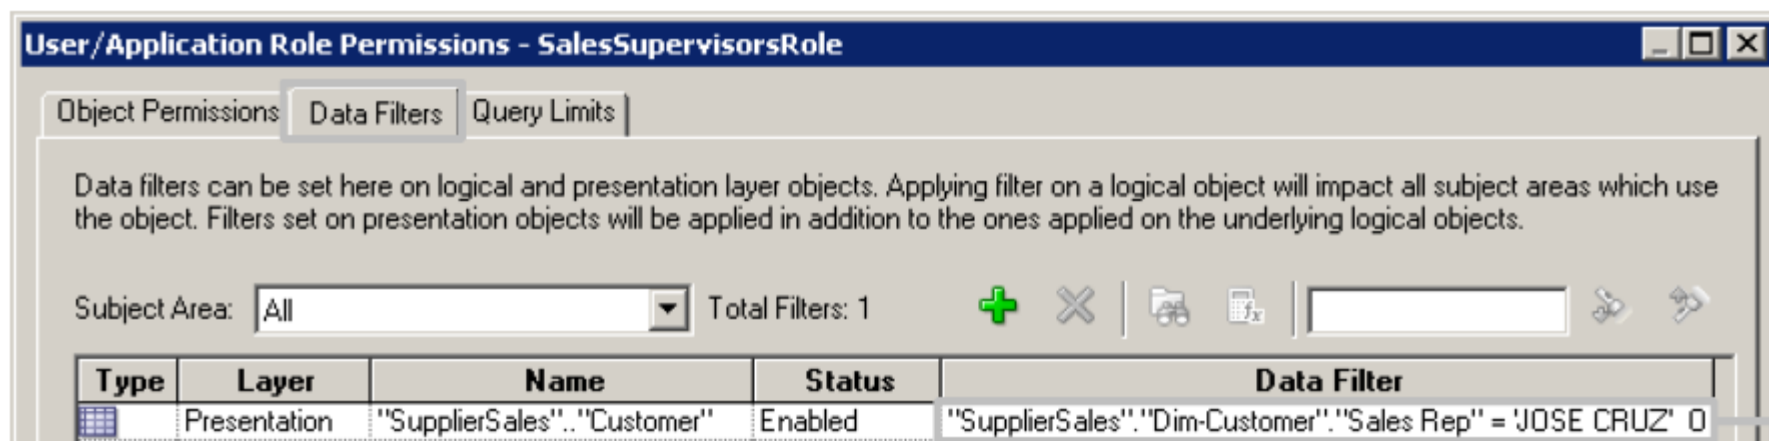 User/Application Role Permissions - SalesSupervisorsRole
Object Permissions Data Filters Query Limits
Data filters can be set here on logical and presentation layer objects. Applying filter on a logical object will impact all subject areas which use
the object. Filters set on presentation objects will be applied in addition to the ones applied on the underlying logical objects.
Subject Area: All Total Filters: 1
Type Layer Name Status Data Filter
Presentation "SupplierSales".."Customer" Enabled "SupplierSales"."Dim-Customer"."Sales Rep" = 'JOSE CRUZ' O